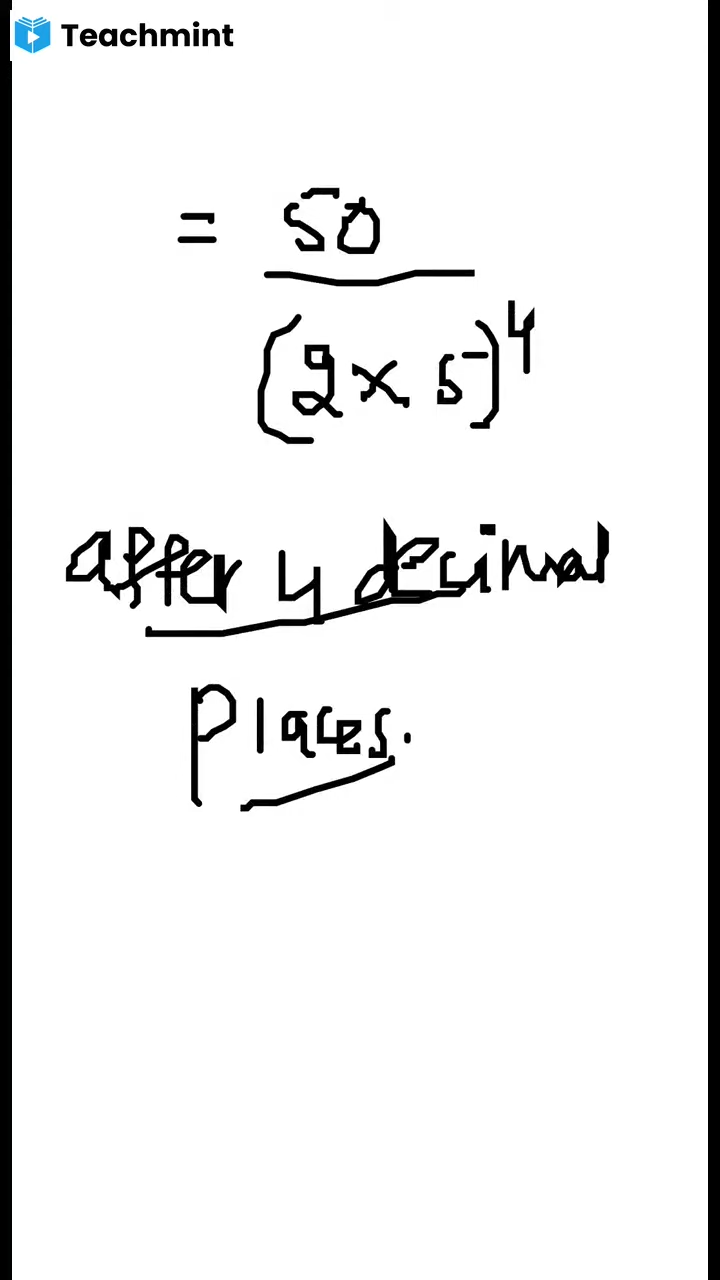 Teachmint
= 50
(2 × 5)^4
after 4 decimal
Places.